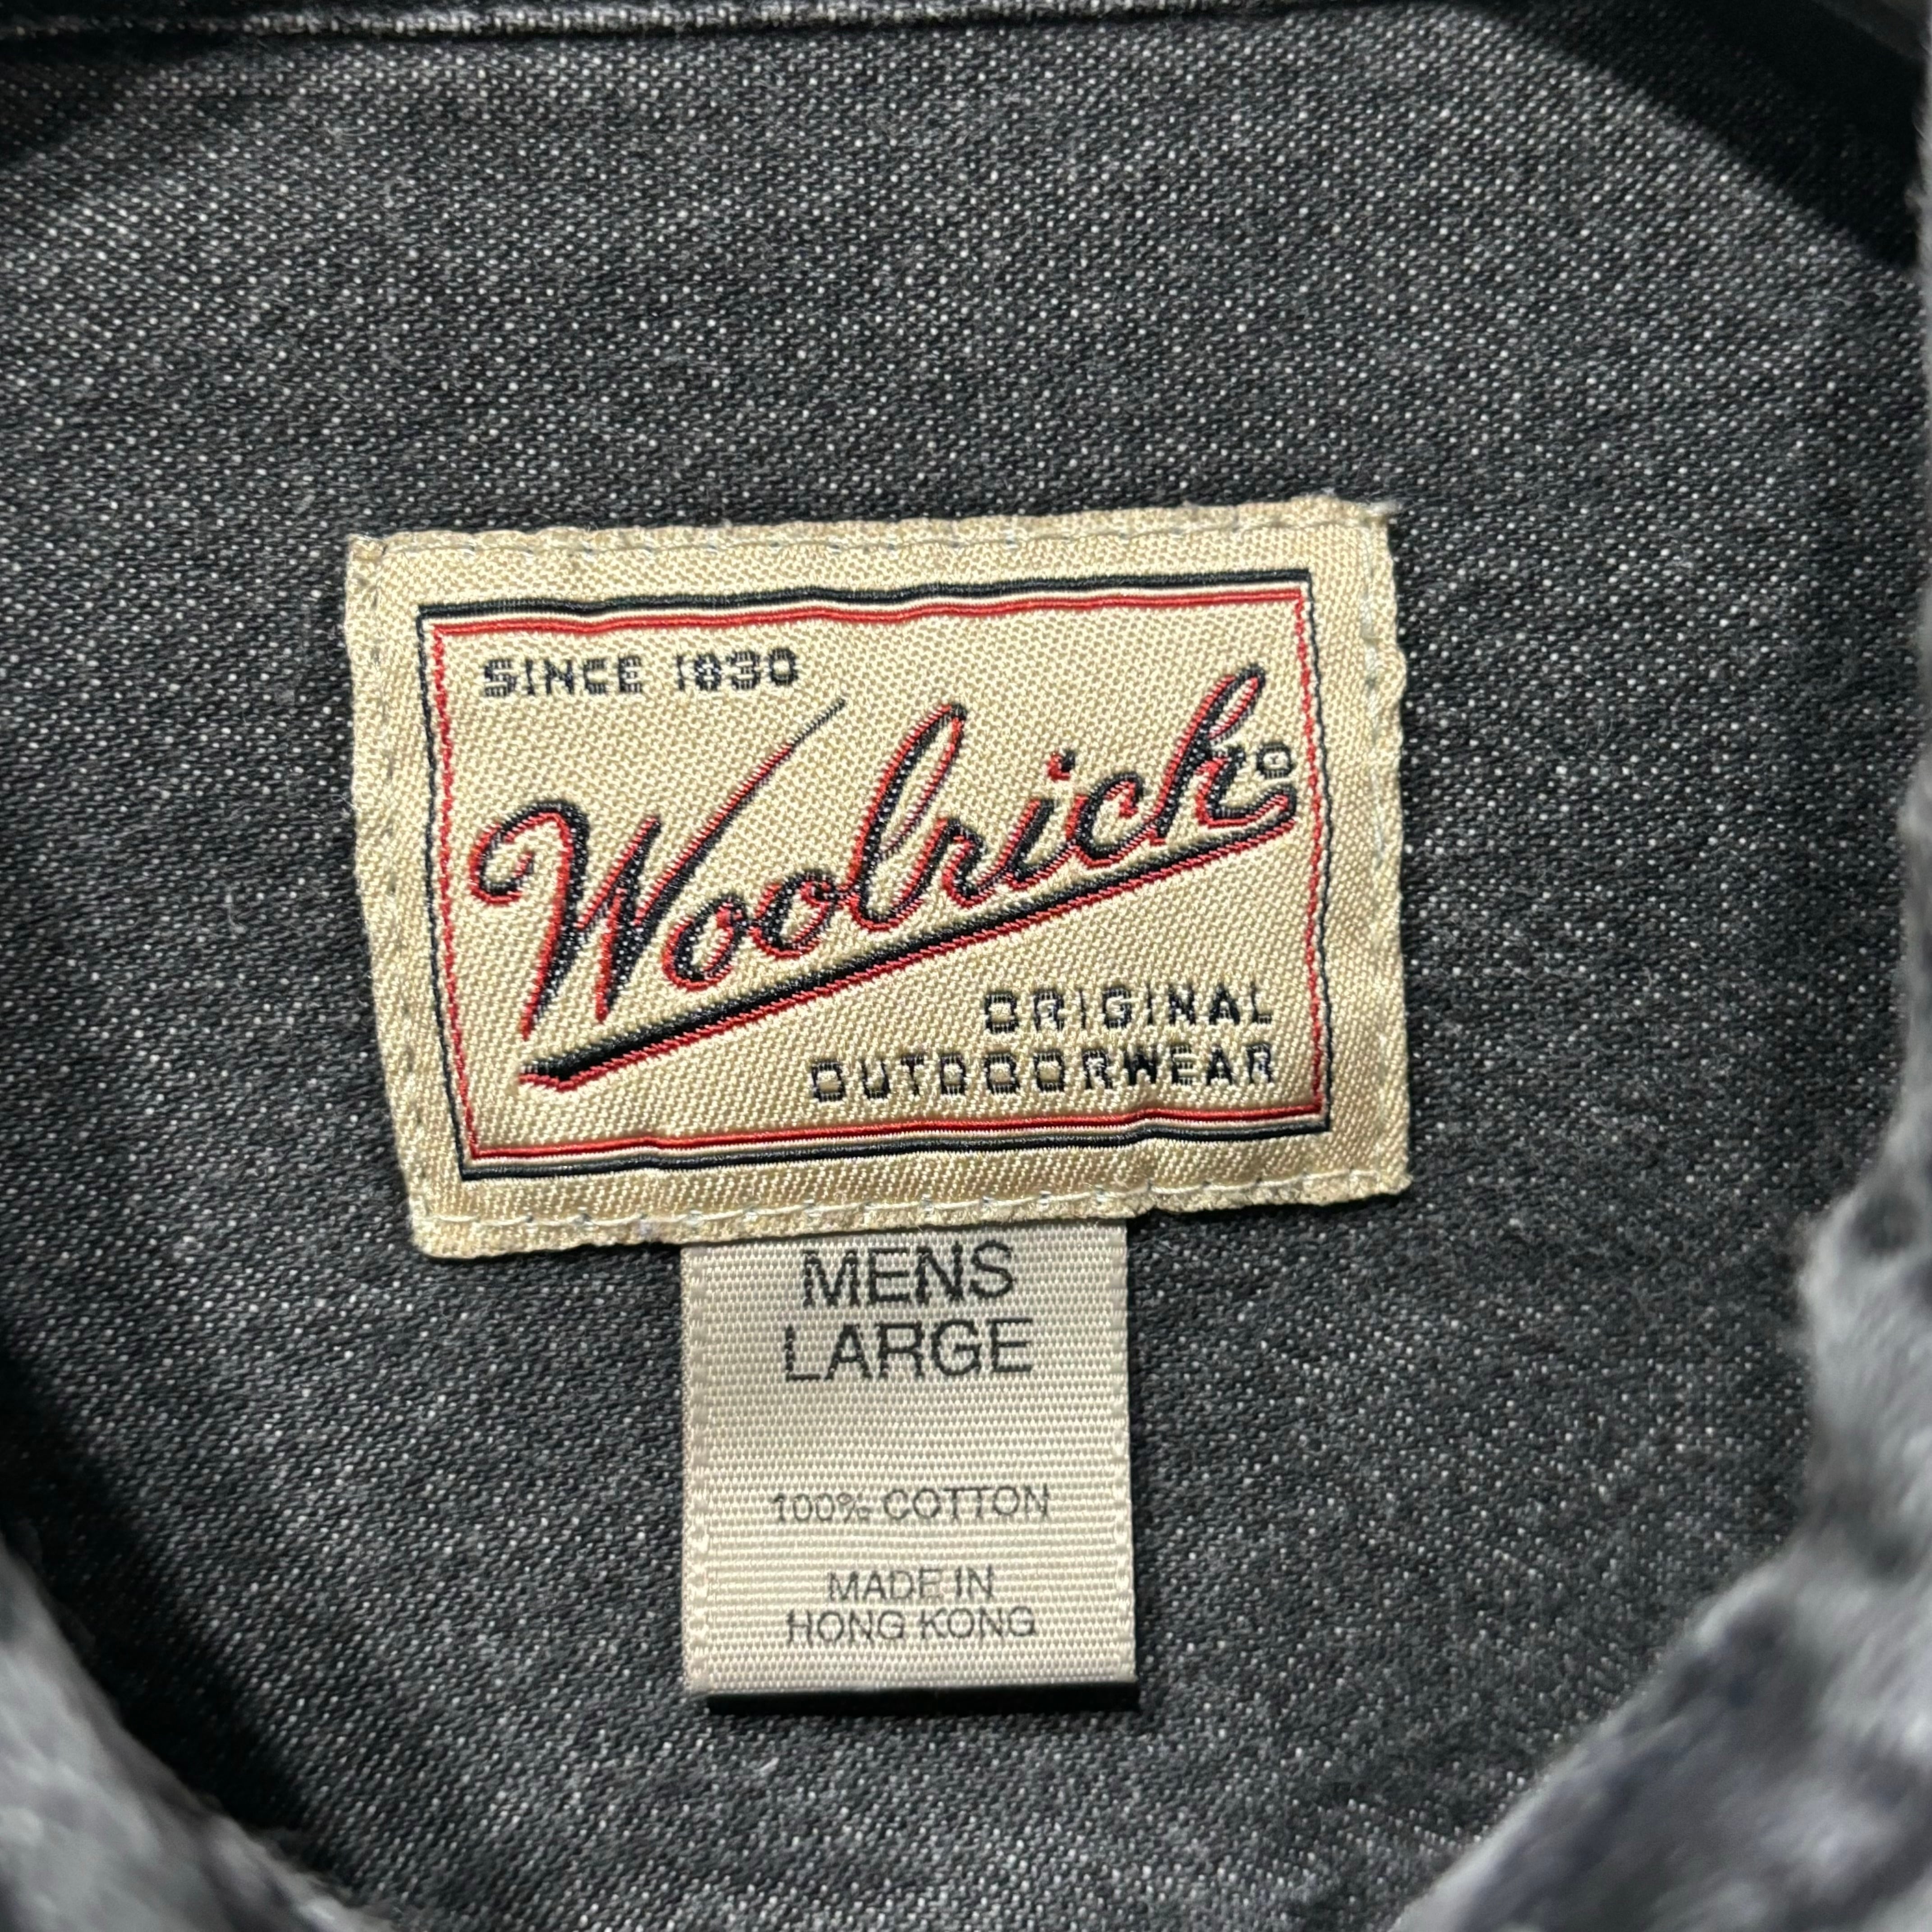 SINCE 1830
Woolrich®
ORIGINAL
OUTDOORWEAR
MENS
LARGE
100% COTTON
MADE IN
HONG KONG